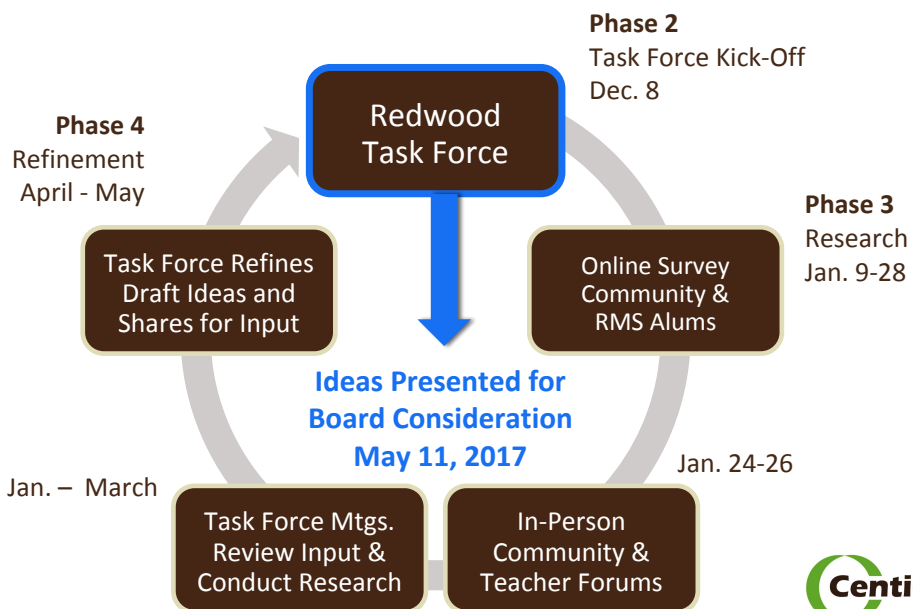 Phase 2
Task Force Kick-Off
Dec. 8
Redwood
Task Force
Phase 4
Refinement
April - May
Phase 3
Research
Jan. 9-28
Task Force Refines
Draft Ideas and
Shares for Input
Online Survey
Community &
RMS Alums
Ideas Presented for
Board Consideration
May 11, 2017
Jan. 24-26
Jan. – March
Task Force Mtgs.
Review Input &
Conduct Research
In-Person
Community &
Teacher Forums
Centi